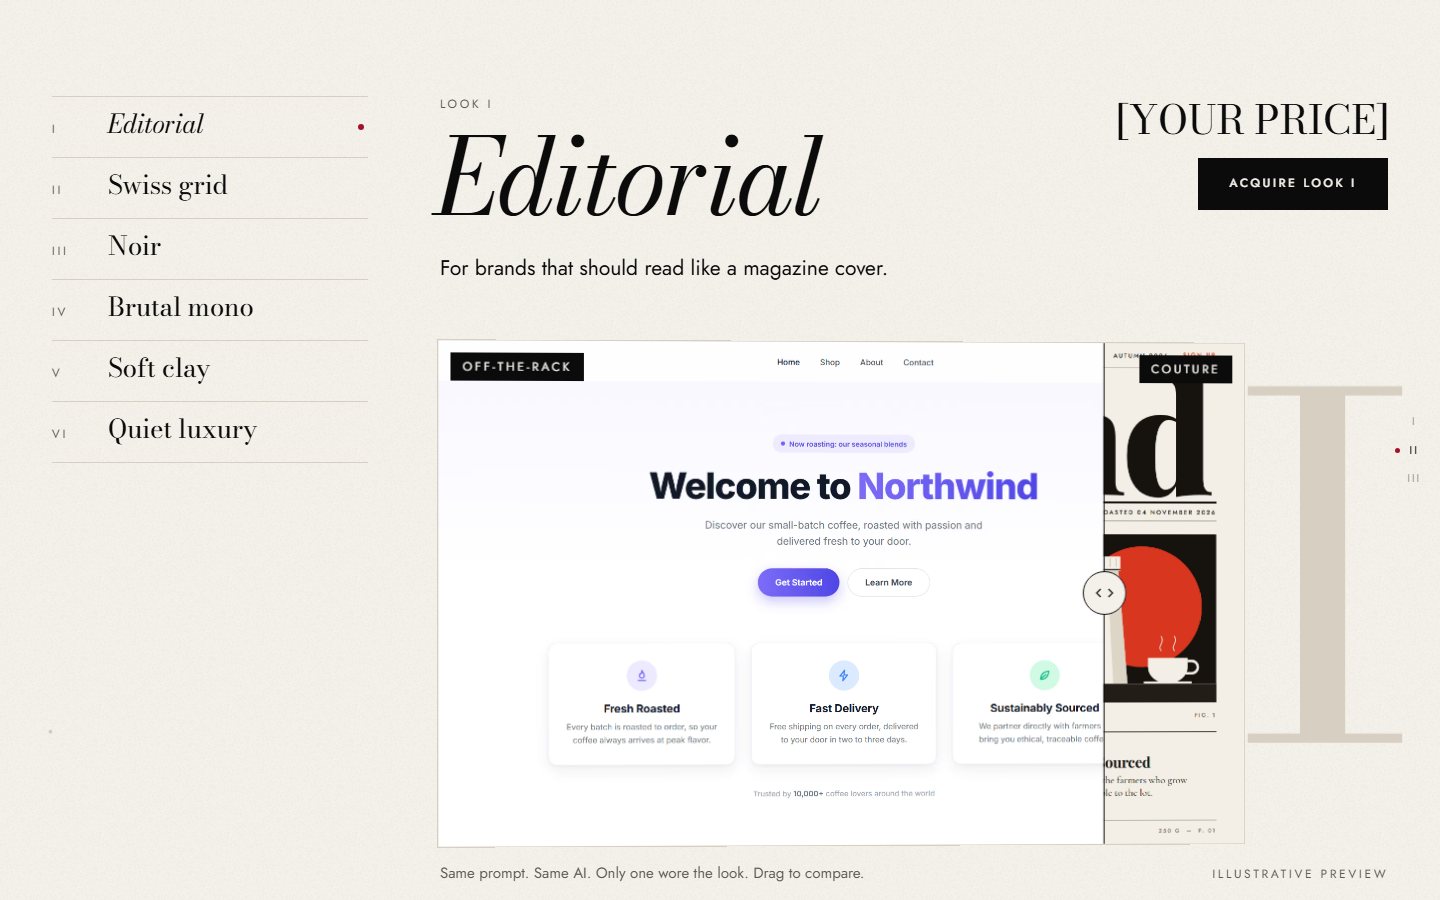 I Editorial
II Swiss grid
III Noir
IV Brutal mono
V Soft clay
VI Quiet luxury
LOOK I
Editorial
For brands that should read like a magazine cover.
[YOUR PRICE]
ACQUIRE LOOK I
OFF-THE-RACK
Home Shop About Contact
Now roasting: our seasonal blends
Welcome to Northwind
Discover our small-batch coffee, roasted with passion and
delivered fresh to your door.
Get Started Learn More
Fresh Roasted
Every batch is roasted to order, so your
coffee always arrives at peak flavor.
Fast Delivery
Free shipping on every order, delivered
to your door in two to three days.
Sustainably Sourced
We partner directly with farmers
bring you ethical, traceable coffe
Trusted by 10,000+ coffee lovers around the world
COUTURE
nd
OASTED 04 NOVEMBER 2026
FIG. 1
ourced
he farmers who grow
le to the lot.
250 G — P. 01
I
I
II
III
Same prompt. Same AI. Only one wore the look. Drag to compare.
ILLUSTRATIVE PREVIEW